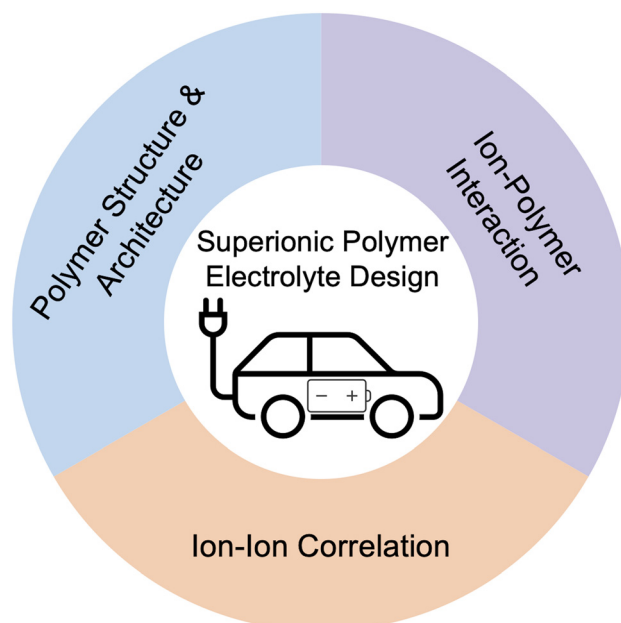 Polymer Structure &
Architecture
Ion-Polymer
Interaction
Superionic Polymer
Electrolyte Design
− +
Ion-Ion Correlation